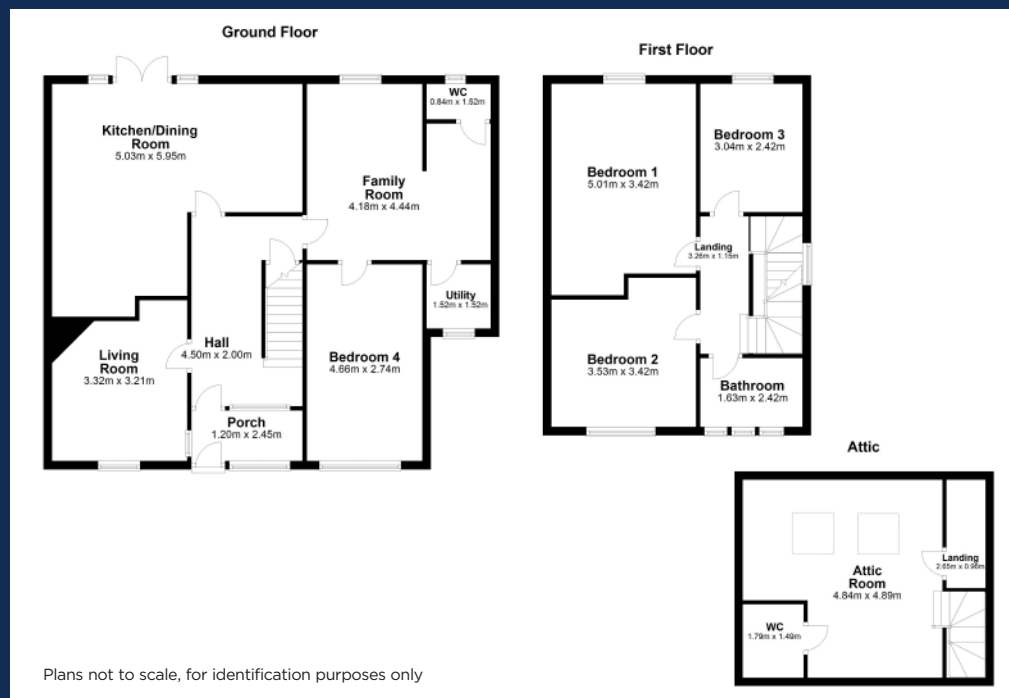 Ground Floor
First Floor
WC
0.84m x 1.52m
Kitchen/Dining
Room
5.03m x 5.95m
Bedroom 3
3.04m x 2.42m
Bedroom 1
5.01m x 3.42m
Family
Room
4.18m x 4.44m
Landing
3.26m x 1.15m
Utility
1.52m x 1.52m
Hall
4.50m x 2.00m
Living
Room
3.32m x 3.21m
Bedroom 4
4.66m x 2.74m
Bedroom 2
3.53m x 3.42m
Bathroom
1.63m x 2.42m
Porch
1.20m x 2.45m
Attic
Landing
2.65m x 0.96m
Attic
Room
4.84m x 4.89m
WC
1.79m x 1.49m
Plans not to scale, for identification purposes only